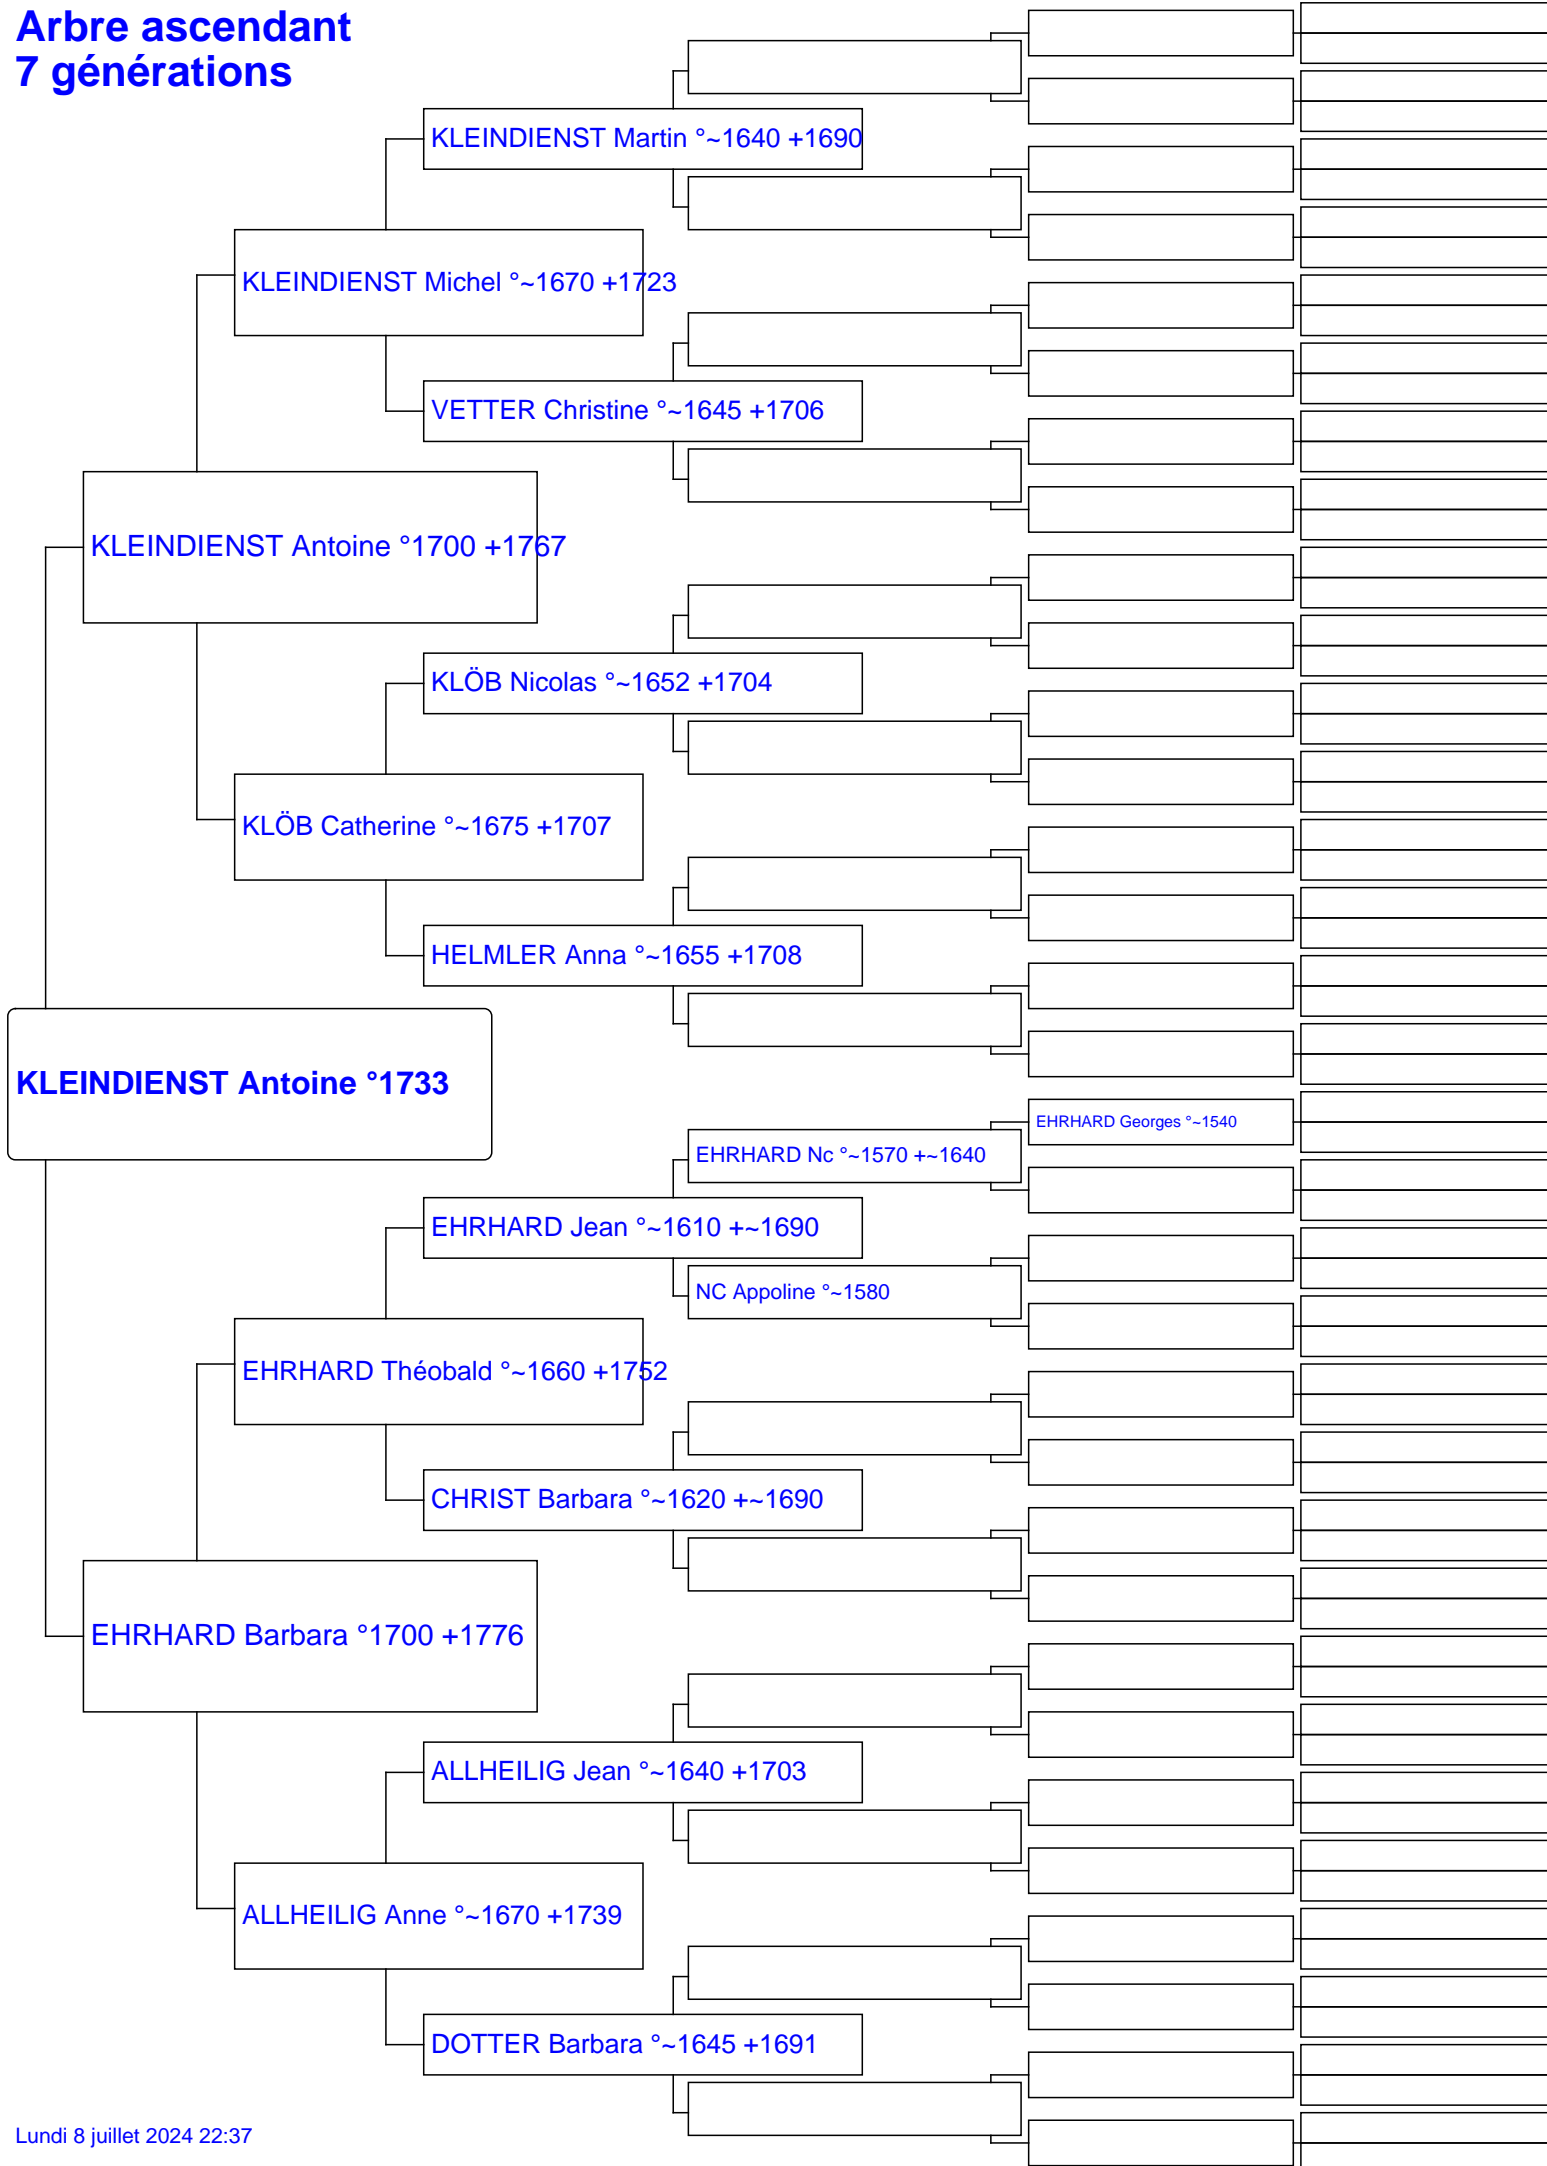 Arbre ascendant
7 générations
KLEINDIENST Martin °~1640 +1690
KLEINDIENST Michel °~1670 +1723
VETTER Christine °~1645 +1706
KLEINDIENST Antoine °1700 +1767
KLÖB Nicolas °~1652 +1704
KLÖB Catherine °~1675 +1707
HELMLER Anna °~1655 +1708
KLEINDIENST Antoine °1733
EHRHARD Georges °~1540
EHRHARD Nc °~1570 +~1640
EHRHARD Jean °~1610 +~1690
NC Appoline °~1580
EHRHARD Théobald °~1660 +1752
CHRIST Barbara °~1620 +~1690
EHRHARD Barbara °1700 +1776
ALLHEILIG Jean °~1640 +1703
ALLHEILIG Anne °~1670 +1739
DOTTER Barbara °~1645 +1691
Lundi 8 juillet 2024 22:37